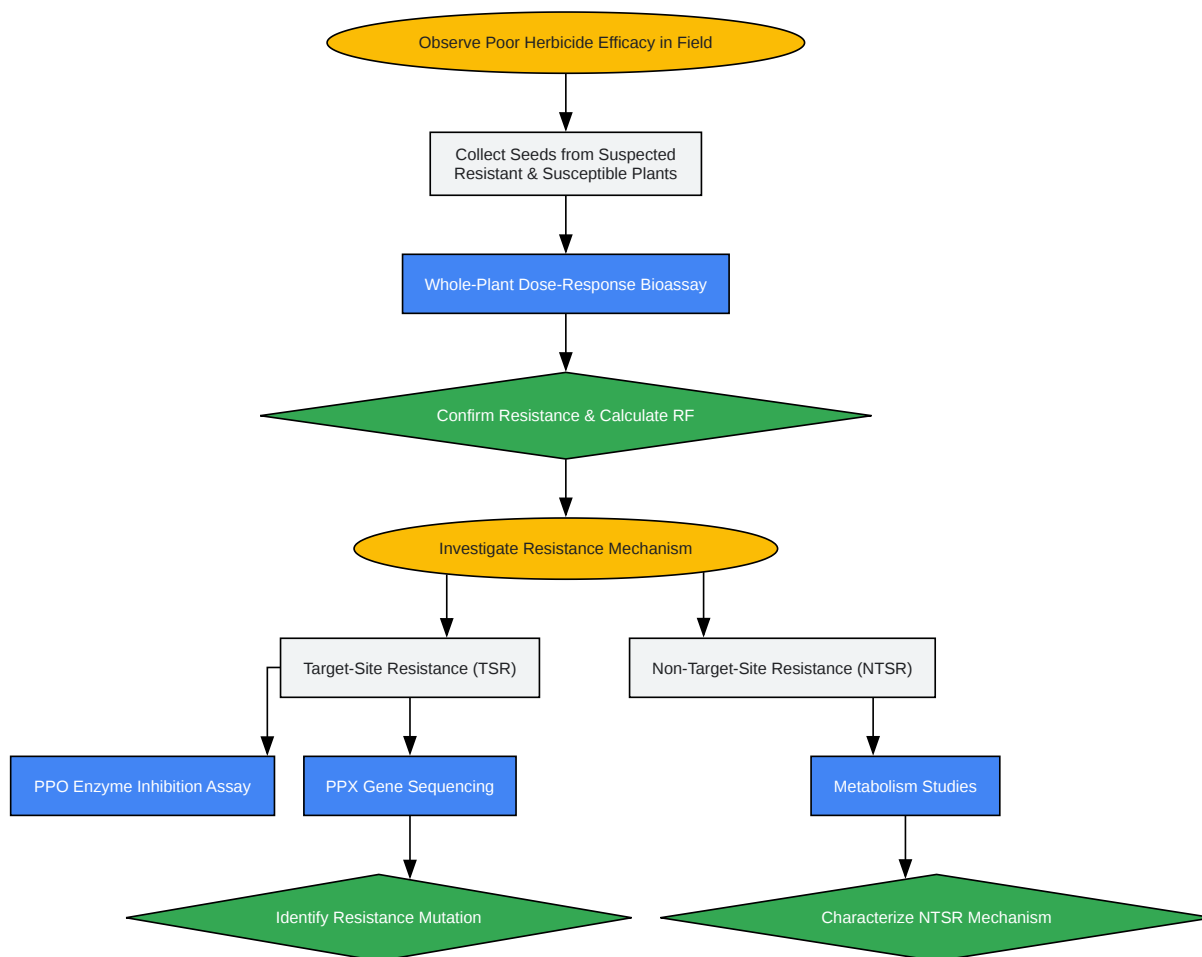 Observe Poor Herbicide Efficacy in Field
Collect Seeds from Suspected
Resistant & Susceptible Plants
Whole-Plant Dose-Response Bioassay
Confirm Resistance & Calculate RF
Investigate Resistance Mechanism
Target-Site Resistance (TSR)
Non-Target-Site Resistance (NTSR)
PPO Enzyme Inhibition Assay
PPX Gene Sequencing
Metabolism Studies
Identify Resistance Mutation
Characterize NTSR Mechanism